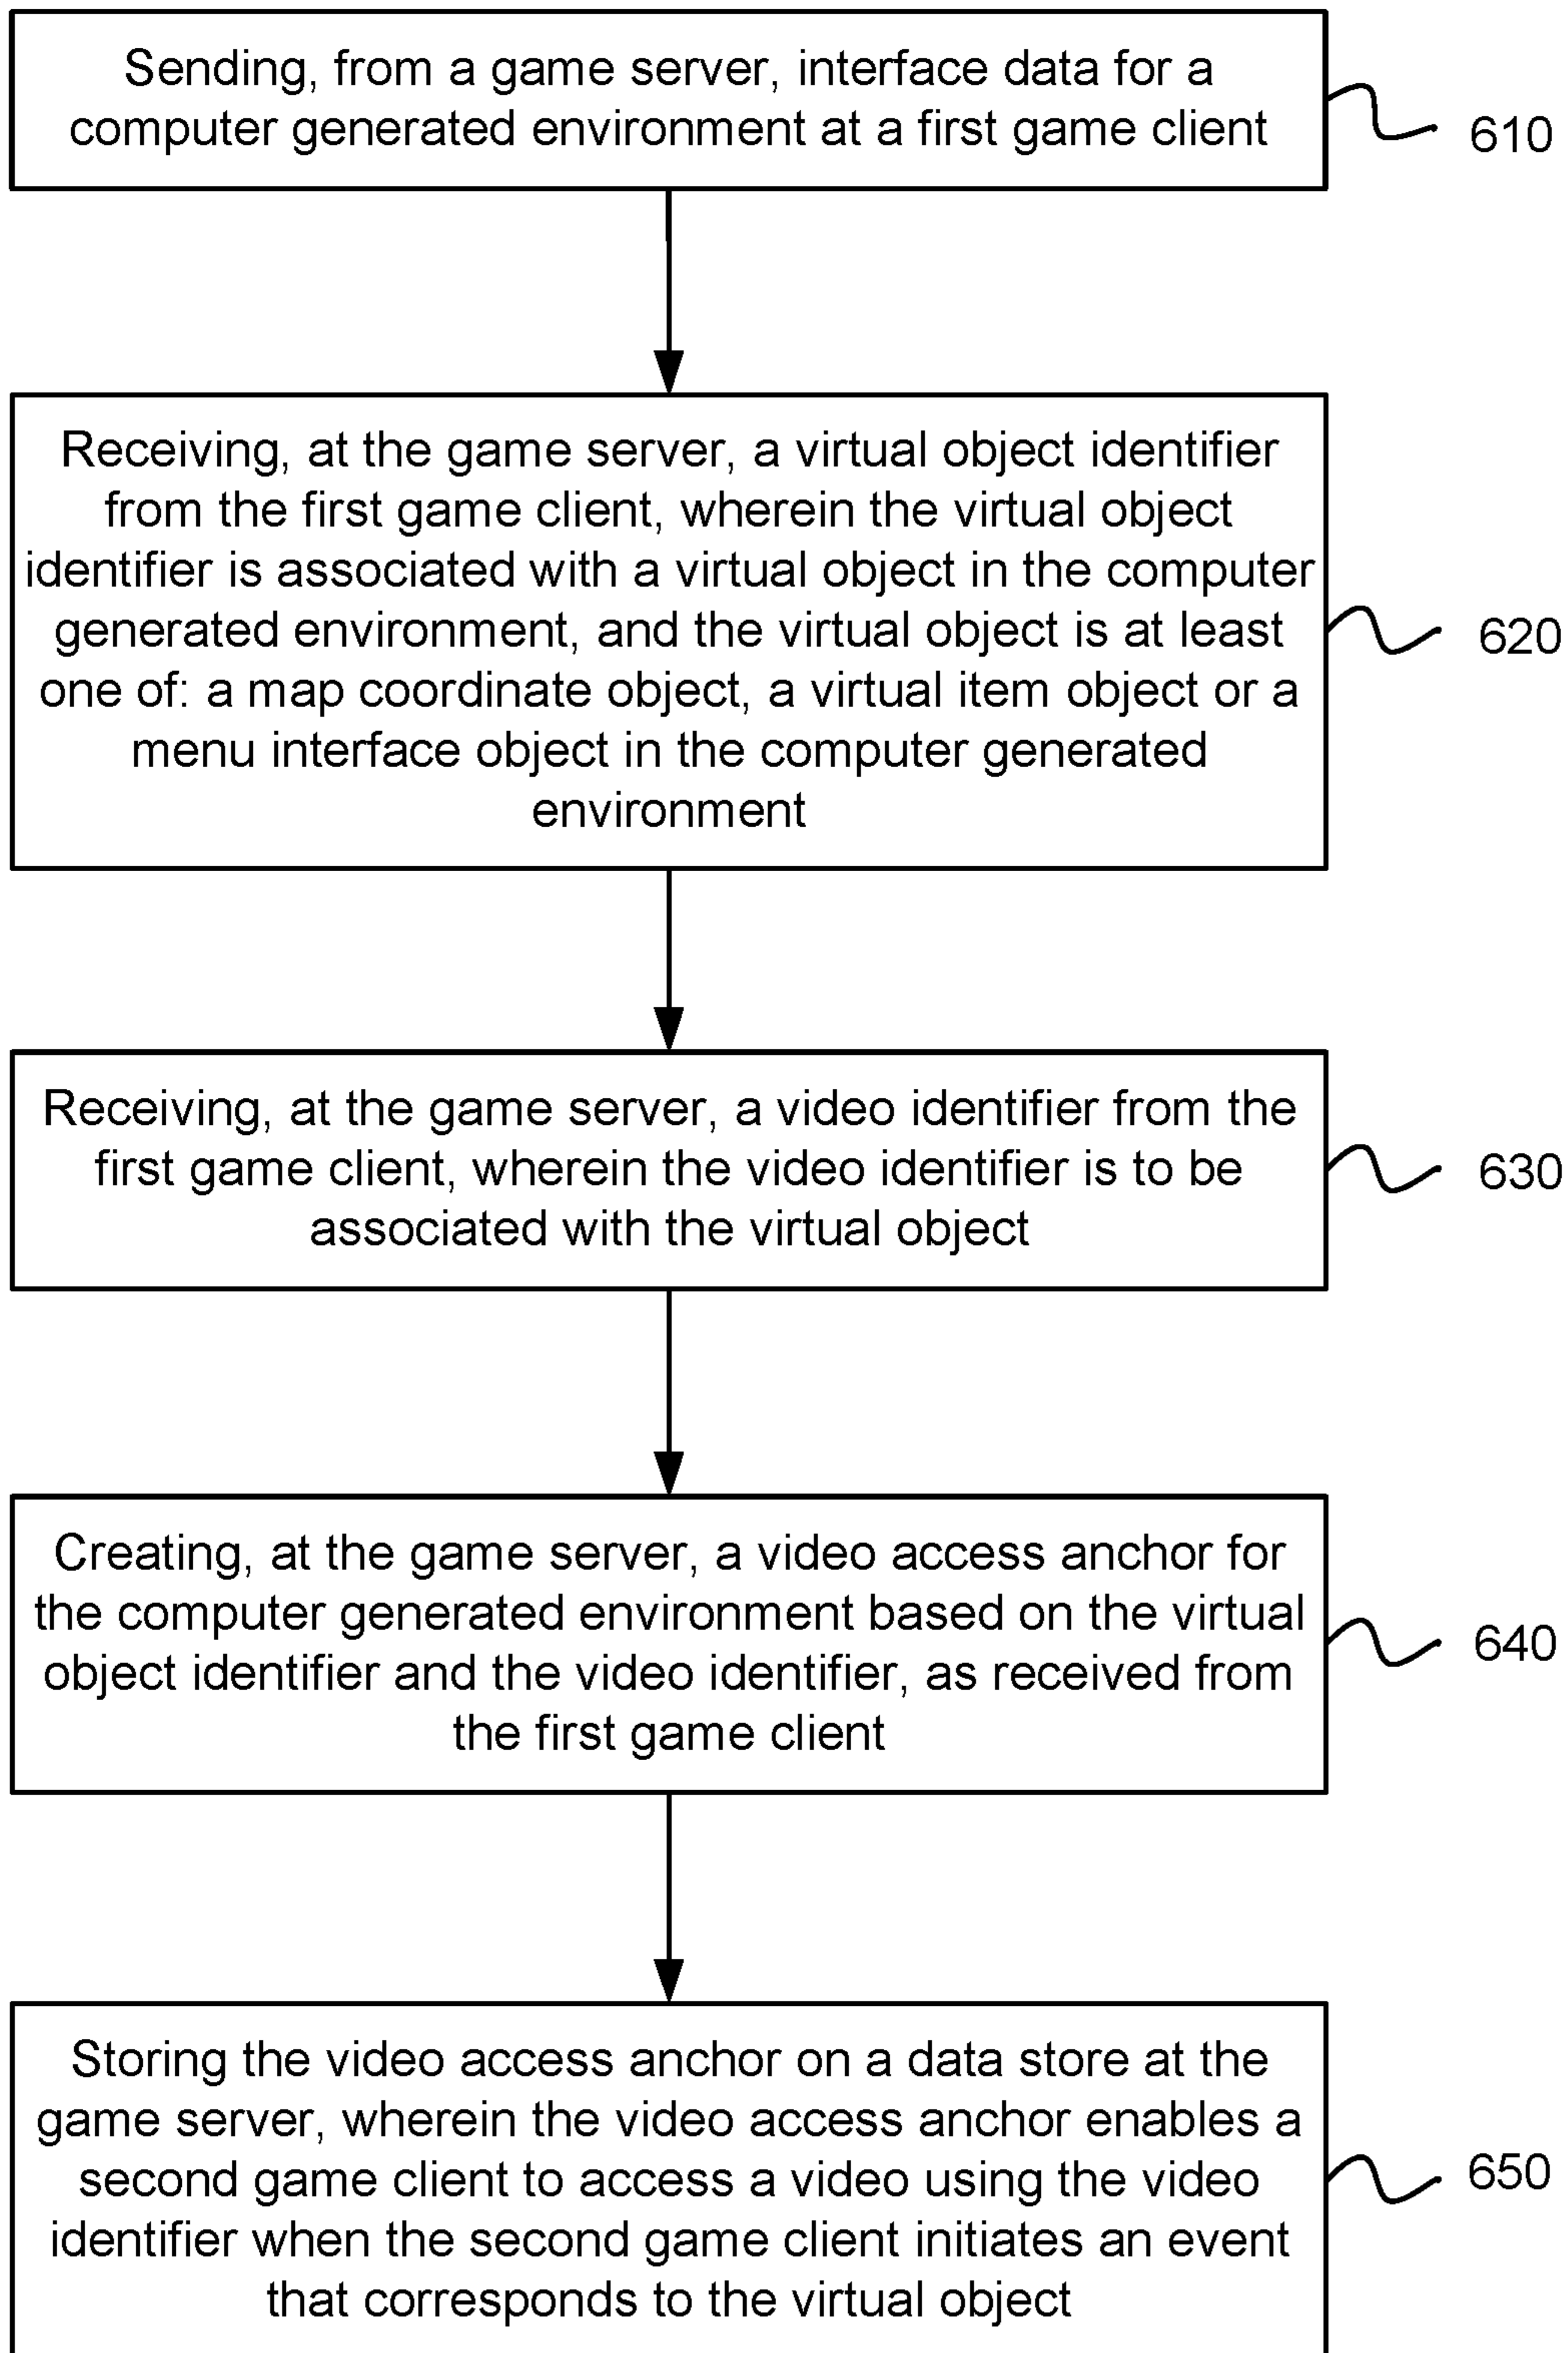 Sending, from a game server, interface data for a
computer generated environment at a first game client
610
Receiving, at the game server, a virtual object identifier
from the first game client, wherein the virtual object
identifier is associated with a virtual object in the computer
generated environment, and the virtual object is at least
one of: a map coordinate object, a virtual item object or a
menu interface object in the computer generated
environment
620
Receiving, at the game server, a video identifier from the
first game client, wherein the video identifier is to be
associated with the virtual object
630
Creating, at the game server, a video access anchor for
the computer generated environment based on the virtual
object identifier and the video identifier, as received from
the first game client
640
Storing the video access anchor on a data store at the
game server, wherein the video access anchor enables a
second game client to access a video using the video
identifier when the second game client initiates an event
that corresponds to the virtual object
650